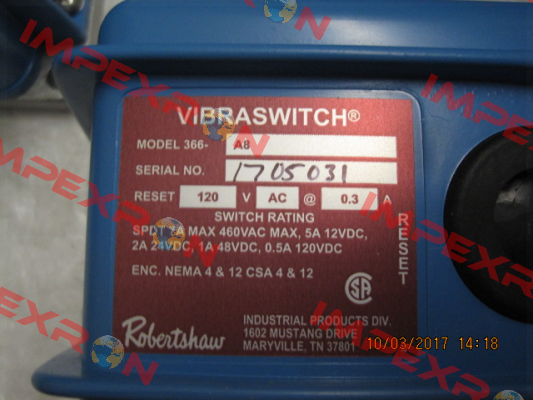 VIBRASWITCH®
MODEL 366- A8
SERIAL NO. 1705031
RESET 120 V AC @ 0.3 A
SWITCH RATING
SPDT 7A MAX 460VAC MAX, 5A 12VDC,
2A 24VDC, 1A 48VDC, 0.5A 120VDC
ENC. NEMA 4 & 12 CSA 4 & 12
RESET
Robertshaw
INDUSTRIAL PRODUCTS DIV.
1602 MUSTANG DRIVE
MARYVILLE, TN 37801
10/03/2017 14:18
IMPEXRON
IMPEXRON
IMPEXRON
IMPEXRON